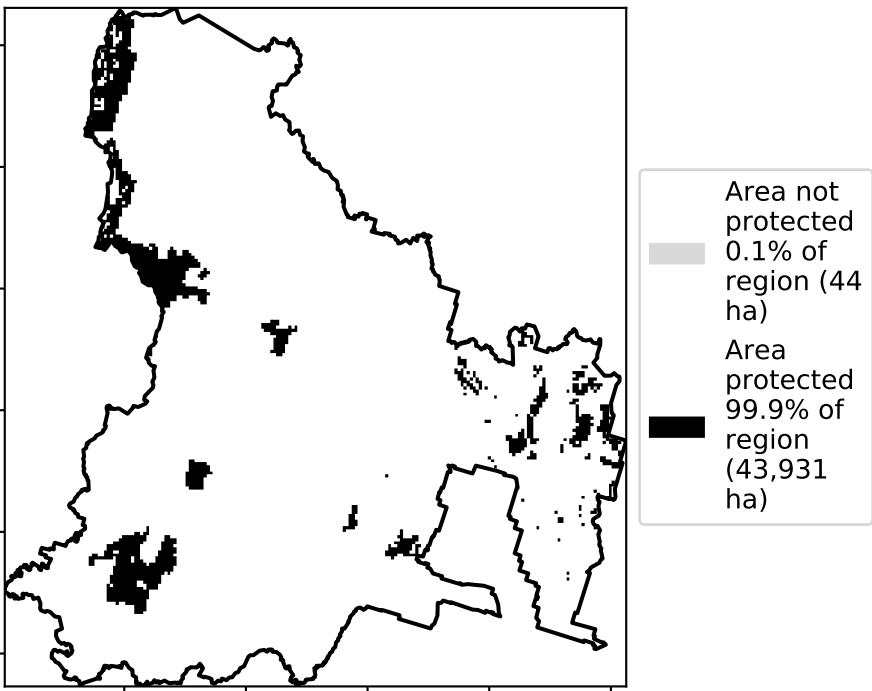 Area not
protected
0.1% of
region (44
ha)
Area
protected
99.9% of
region
(43,931
ha)